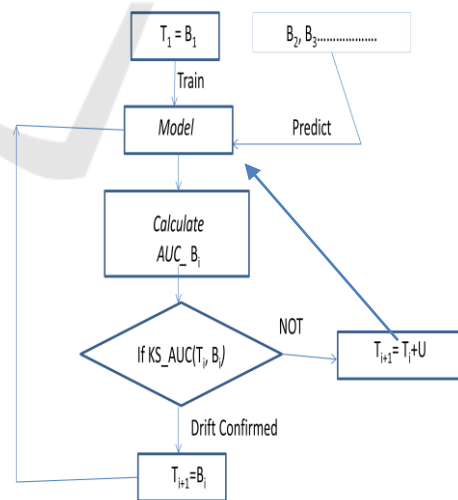 T₁ = B₁
B₂, B₃..................
Train
Model
Predict
Calculate
AUC_ Bᵢ
NOT
If KS_AUC(Tᵢ, Bᵢ)
Tᵢ₊₁= Tᵢ+U
Drift Confirmed
Tᵢ₊₁=Bᵢ